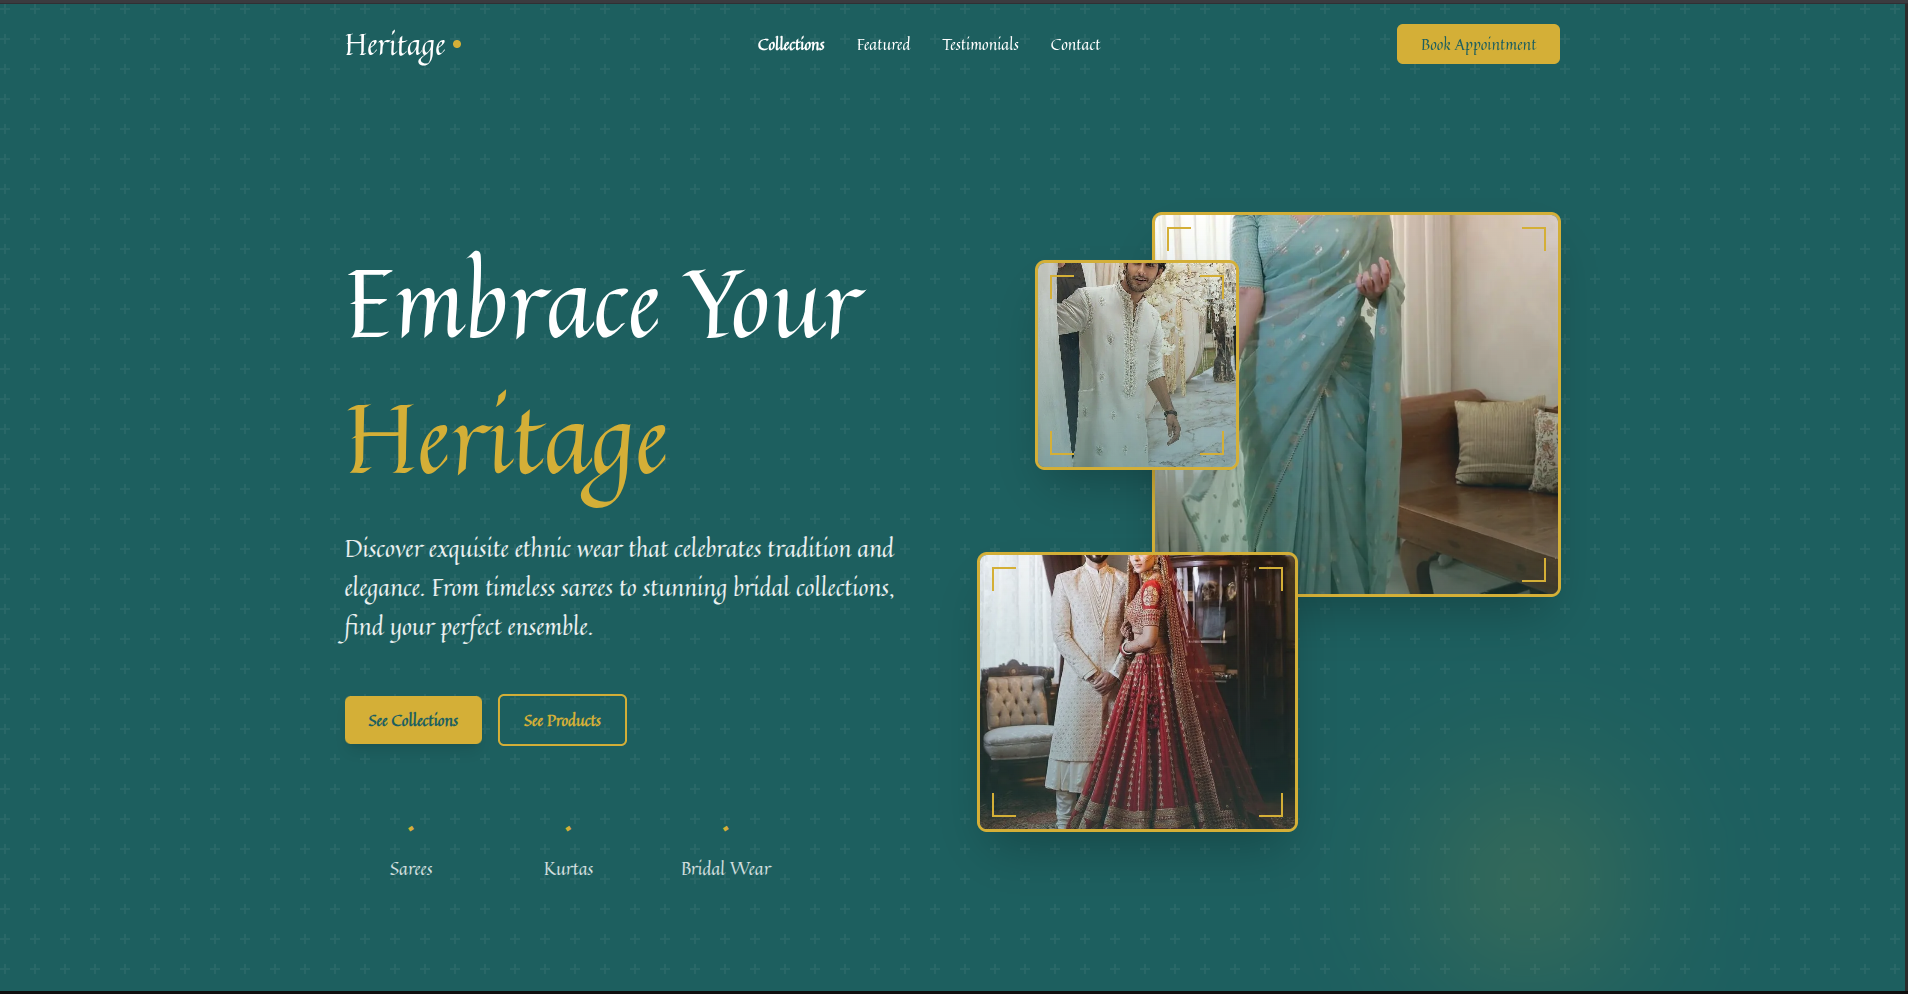 Heritage
Collections Featured Testimonials Contact
Book Appointment
Embrace Your
Heritage
Discover exquisite ethnic wear that celebrates tradition and
elegance. From timeless sarees to stunning bridal collections,
find your perfect ensemble.
See Collections See Products
Sarees Kurtas Bridal Wear